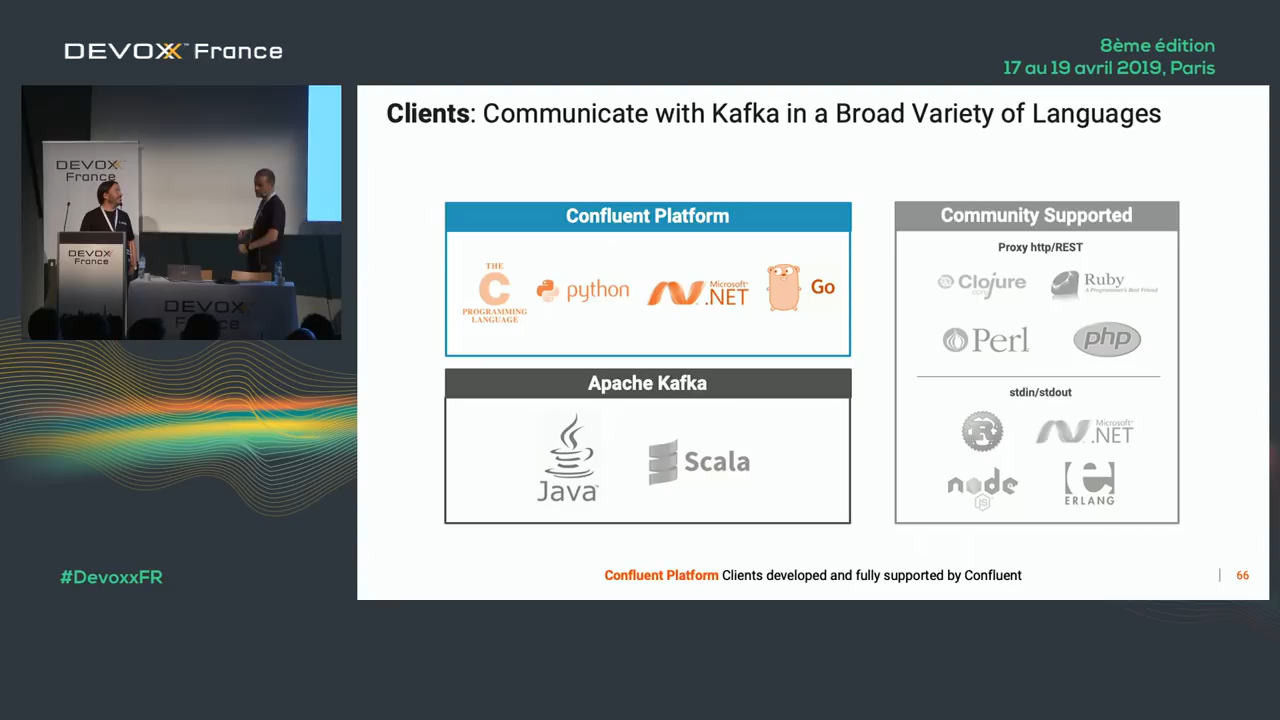 DEVOXX™ France
8ème édition
17 au 19 avril 2019, Paris
DEVOXX
France
DEVOXX
France
DEVOXX
France
Clients: Communicate with Kafka in a Broad Variety of Languages
Confluent Platform
THE
C
PROGRAMMING
LANGUAGE
python
Microsoft®
.NET
Go
Apache Kafka
Java™
Scala
Community Supported
Proxy http/REST
Clojure
Ruby
A Programmer's Best Friend
Perl
php
stdin/stdout
R
Microsoft®
.NET
node
JS
e
ERLANG
Confluent Platform Clients developed and fully supported by Confluent
66
#DevoxxFR